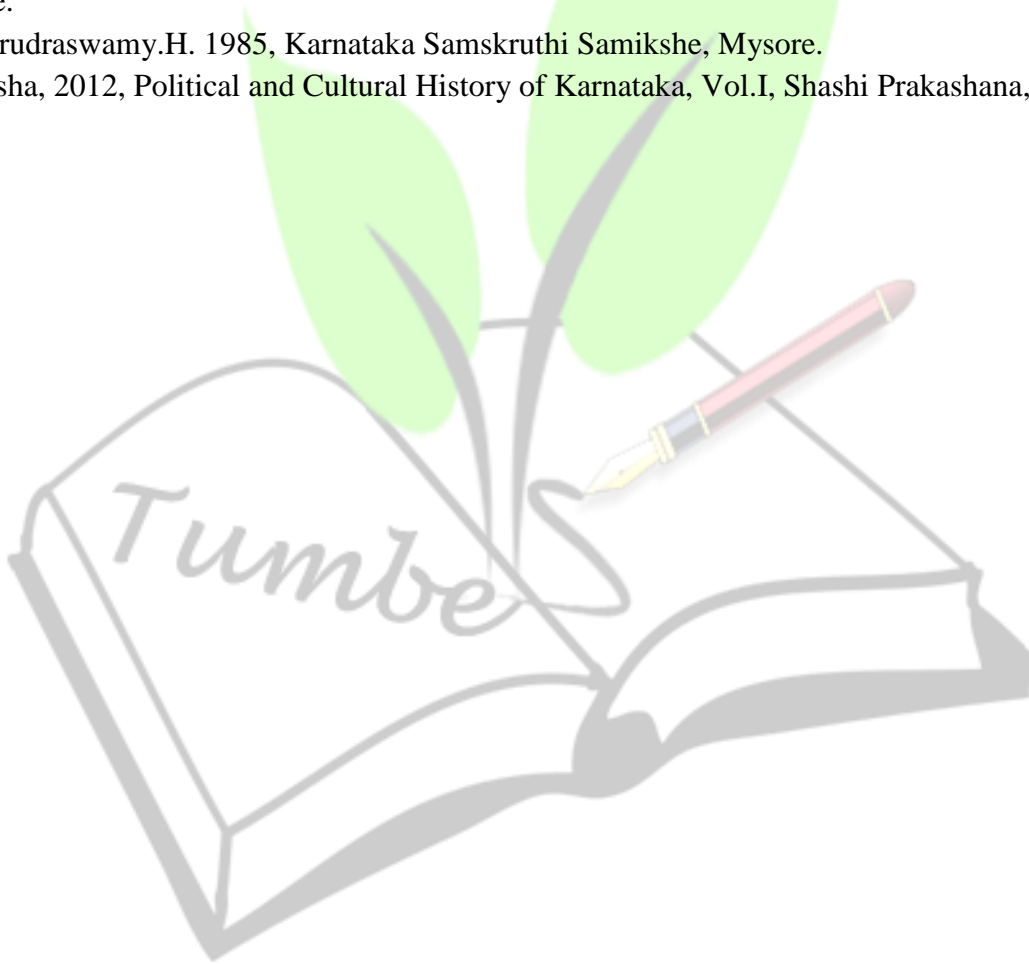 e.
rudraswamy.H. 1985, Karnataka Samskruthi Samikshe, Mysore.
sha, 2012, Political and Cultural History of Karnataka, Vol.I, Shashi Prakashana,
Tumbe